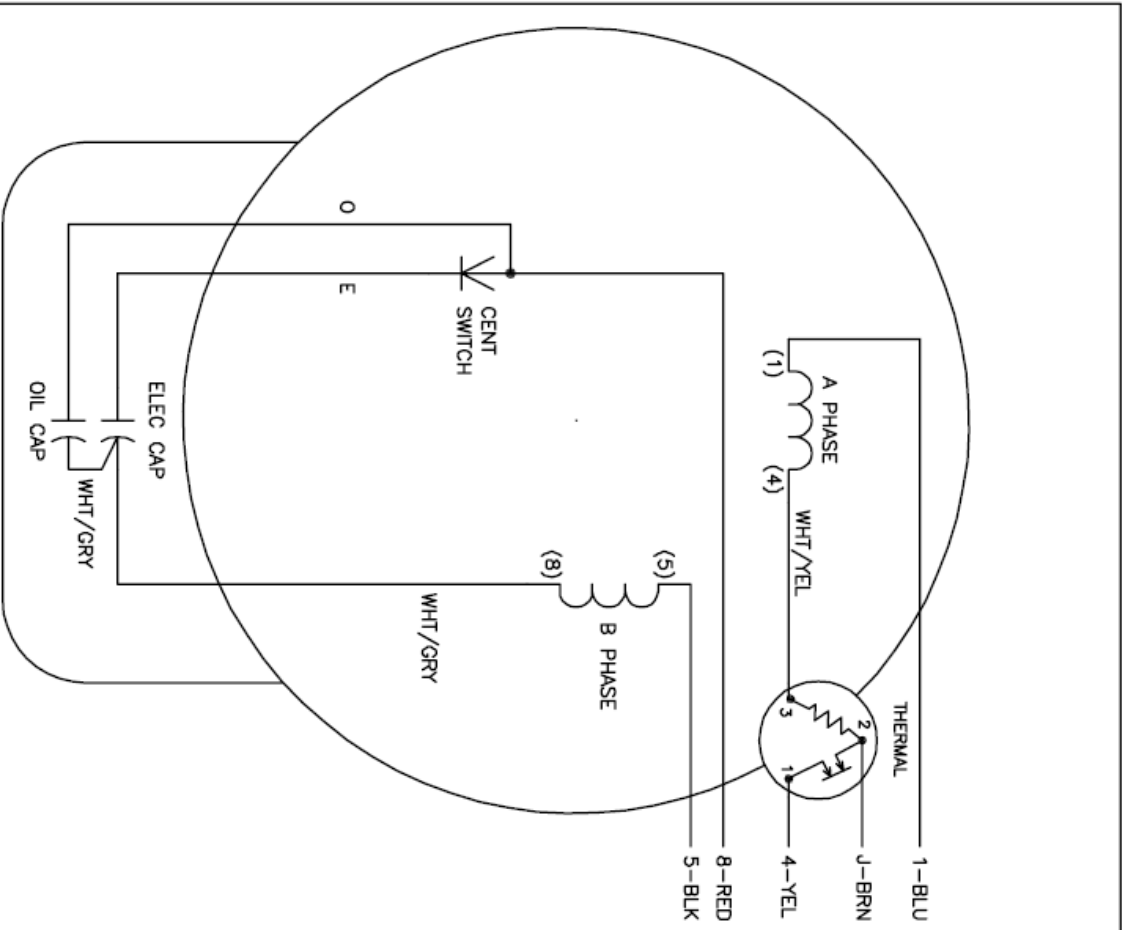 1-BLU
J-BRN
4-YEL
8-RED
5-BLK
THERMAL
2
3
1
A PHASE
(1)
(4)
WHT/YEL
B PHASE
(5)
(8)
WHT/GRY
CENT
SWITCH
O
E
ELEC CAP
WHT/GRY
OIL CAP